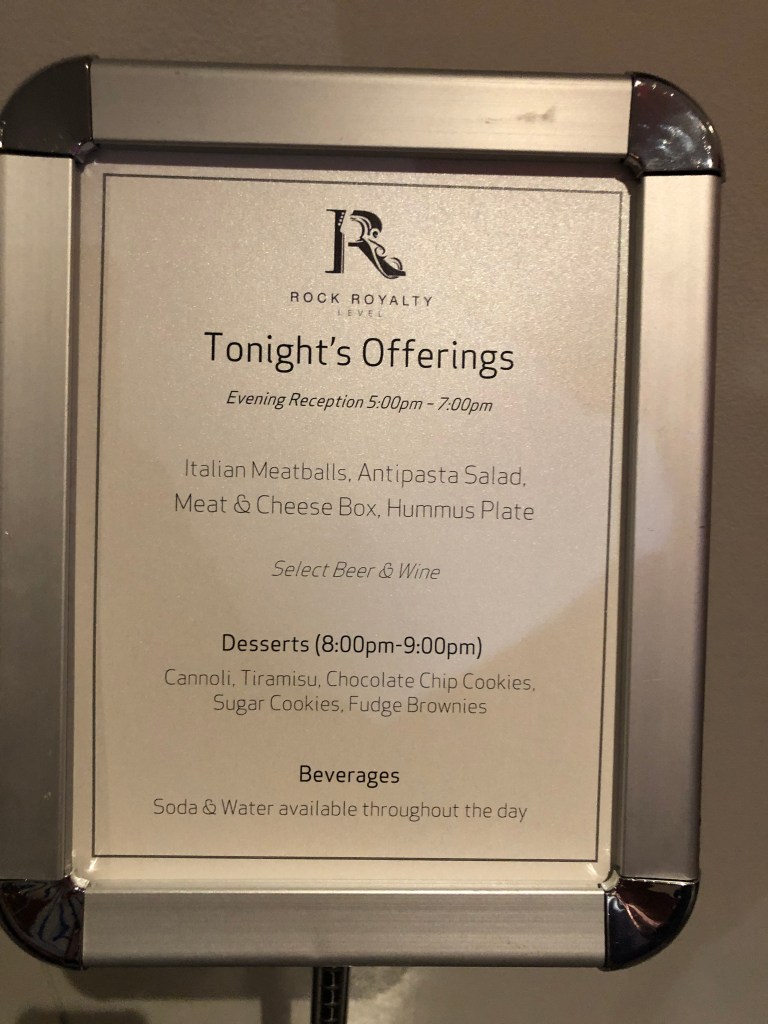 R
ROCK ROYALTY
LEVEL
Tonight's Offerings
Evening Reception 5:00pm – 7:00pm
Italian Meatballs, Antipasta Salad,
Meat & Cheese Box, Hummus Plate
Select Beer & Wine
Desserts (8:00pm-9:00pm)
Cannoli, Tiramisu, Chocolate Chip Cookies,
Sugar Cookies, Fudge Brownies
Beverages
Soda & Water available throughout the day